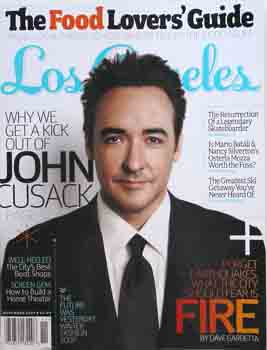 The Food Lovers' Guide
Los Angeles
WHY WE
GET A KICK
OUT OF
JOHN
CUSACK
The Resurrection
Of a Legendary
Skateboarder
Is Mario Batali &
Nancy Silverton's
Osteria Mozza
Worth the Fuss?
The Greatest Ski
Getaway You've
Never Heard Of
WELL-HEELED
The City's Best
Boot Shops
SCREEN GEM
How to Build a
Home Theater
THE
FUTURE
WAS
YESTERDAY:
WINTER
FASHION
2007
+
FORGET
EARTHQUAKES.
WHAT THE CITY
SHOULD FEAR IS
FIRE
BY DAVE GARDETTA